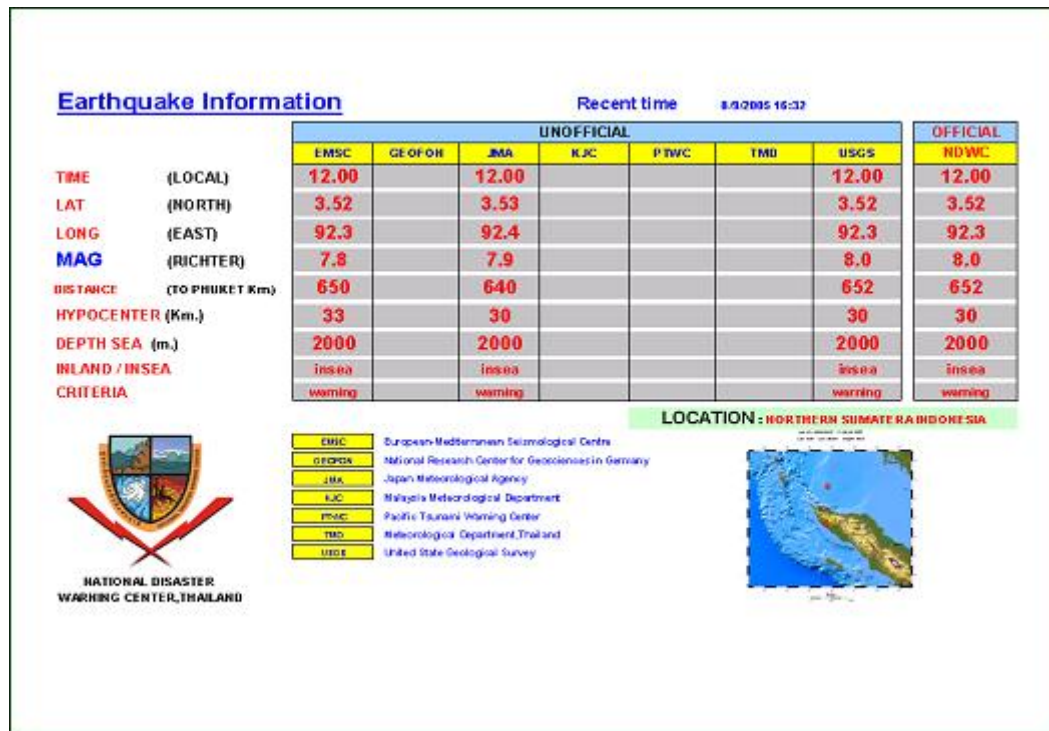 Earthquake Information Recent time 8/9/2005 16:32
UNOFFICIAL OFFICIAL
EMSC GEOFON JMA KJC PTWC TMD USGS NDWC
TIME (LOCAL) 12.00 12.00 12.00 12.00
LAT (NORTH) 3.52 3.53 3.52 3.52
LONG (EAST) 92.3 92.4 92.3 92.3
MAG (RICHTER) 7.8 7.9 8.0 8.0
DISTANCE (TO PHUKET Km) 650 640 652 652
HYPOCENTER (Km.) 33 30 30 30
DEPTH SEA (m.) 2000 2000 2000 2000
INLAND / INSEA insea insea insea insea
CRITERIA warning warning warning warning
LOCATION : NORTHERN SUMATERA INDONESIA
EMSC European-Mediterranean Seismological Centre
GEOFON National Research Center for Geosciences in Germany
JMA Japan Meteorological Agency
KJC Malaysia Meteorological Department
PTWC Pacific Tsunami Warning Center
TMD Meteorological Department,Thailand
USGS United State Geological Survey
NATIONAL DISASTER
WARNING CENTER,THAILAND